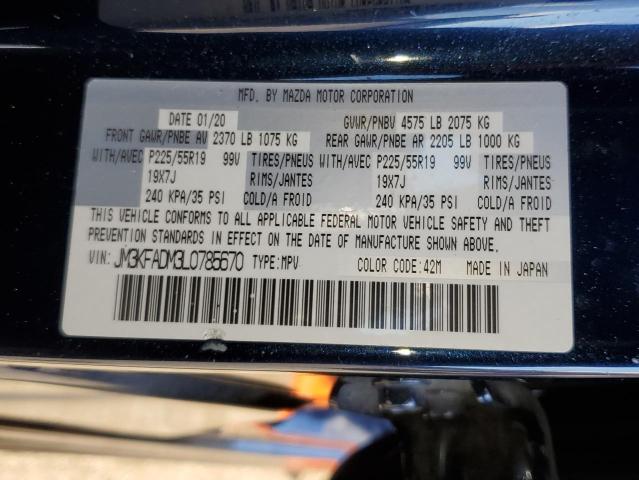 MFD. BY MAZDA MOTOR CORPORATION
DATE 01/20 GVWR/PNBV 4575 LB 2075 KG
FRONT GAWR/PNBE AV 2370 LB 1075 KG REAR GAWR/PNBE AR 2205 LB 1000 KG
WITH/AVEC P225/55R19 99V TIRES/PNEUS WITH/AVEC P225/55R19 99V TIRES/PNEUS
19X7J RIMS/JANTES 19X7J RIMS/JANTES
240 KPA/35 PSI COLD/A FROID 240 KPA/35 PSI COLD/A FROID
THIS VEHICLE CONFORMS TO ALL APPLICABLE FEDERAL MOTOR VEHICLE SAFETY AND THEFT
PREVENTION STANDARDS IN EFFECT ON THE DATE OF MANUFACTURE SHOWN ABOVE.
VIN: JM3KFADM3L0785670 TYPE:MPV COLOR CODE:42M MADE IN JAPAN